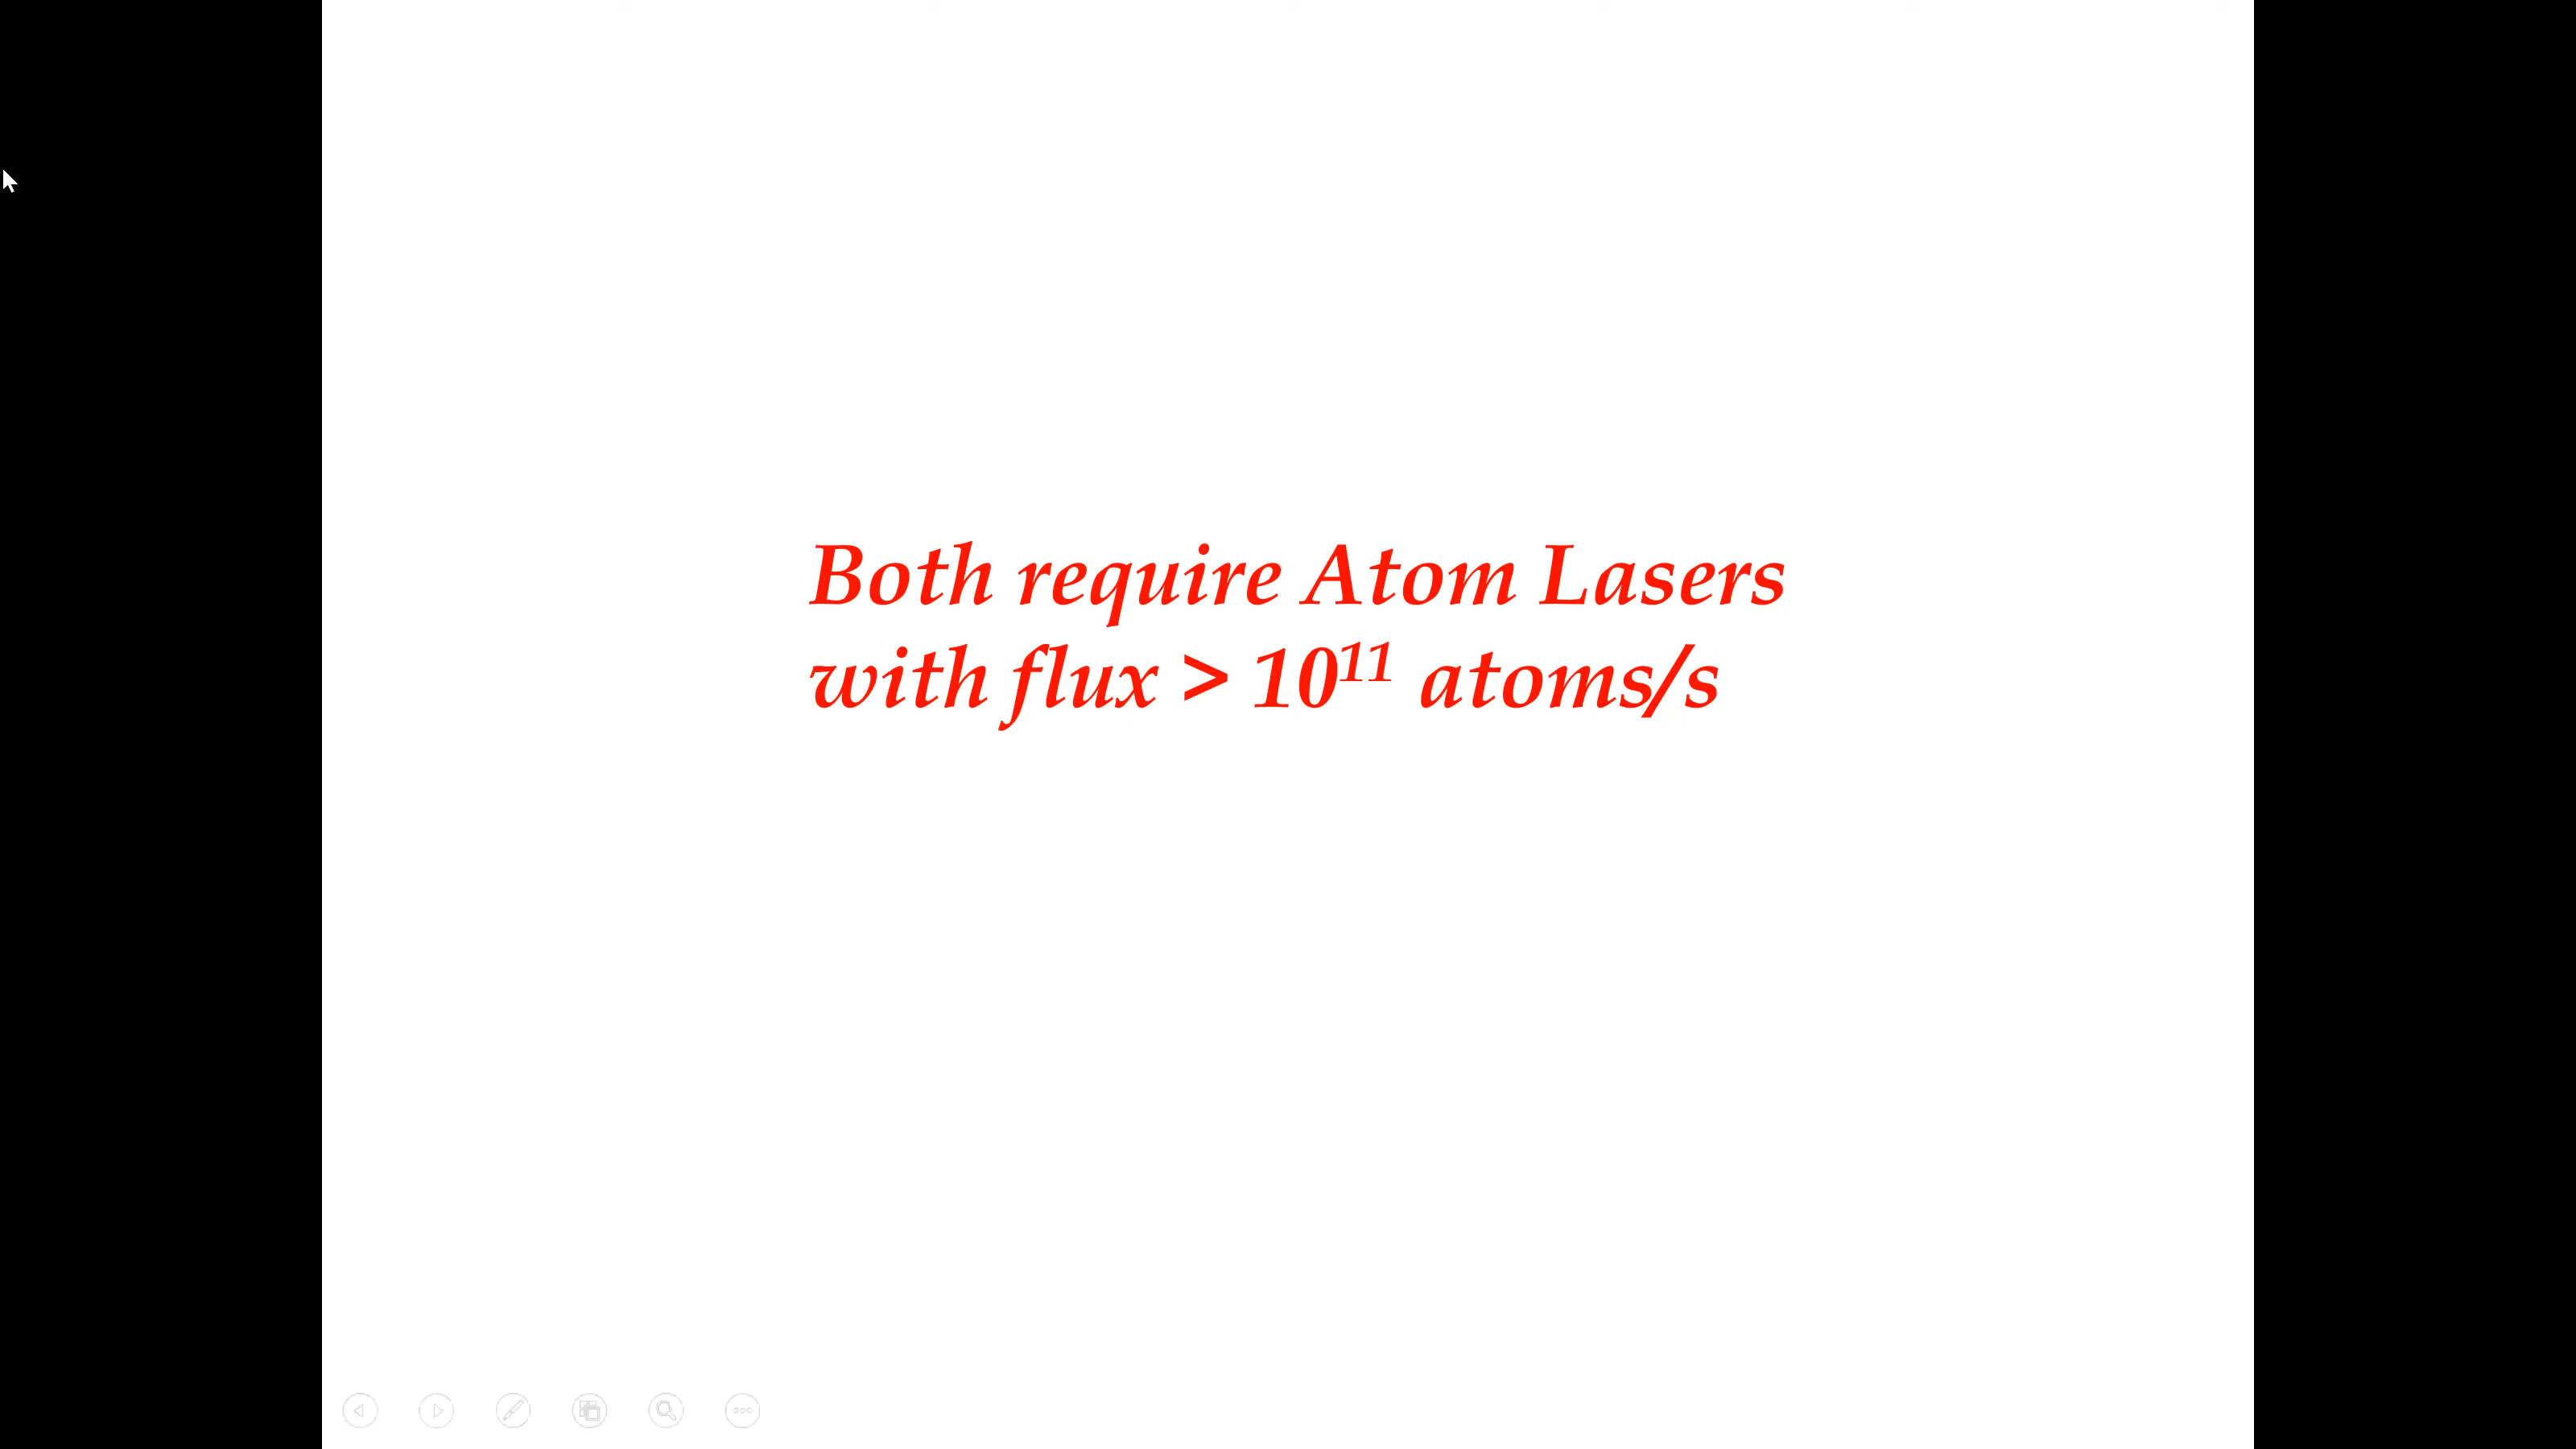 Both require Atom Lasers
with flux > 10¹¹ atoms/s